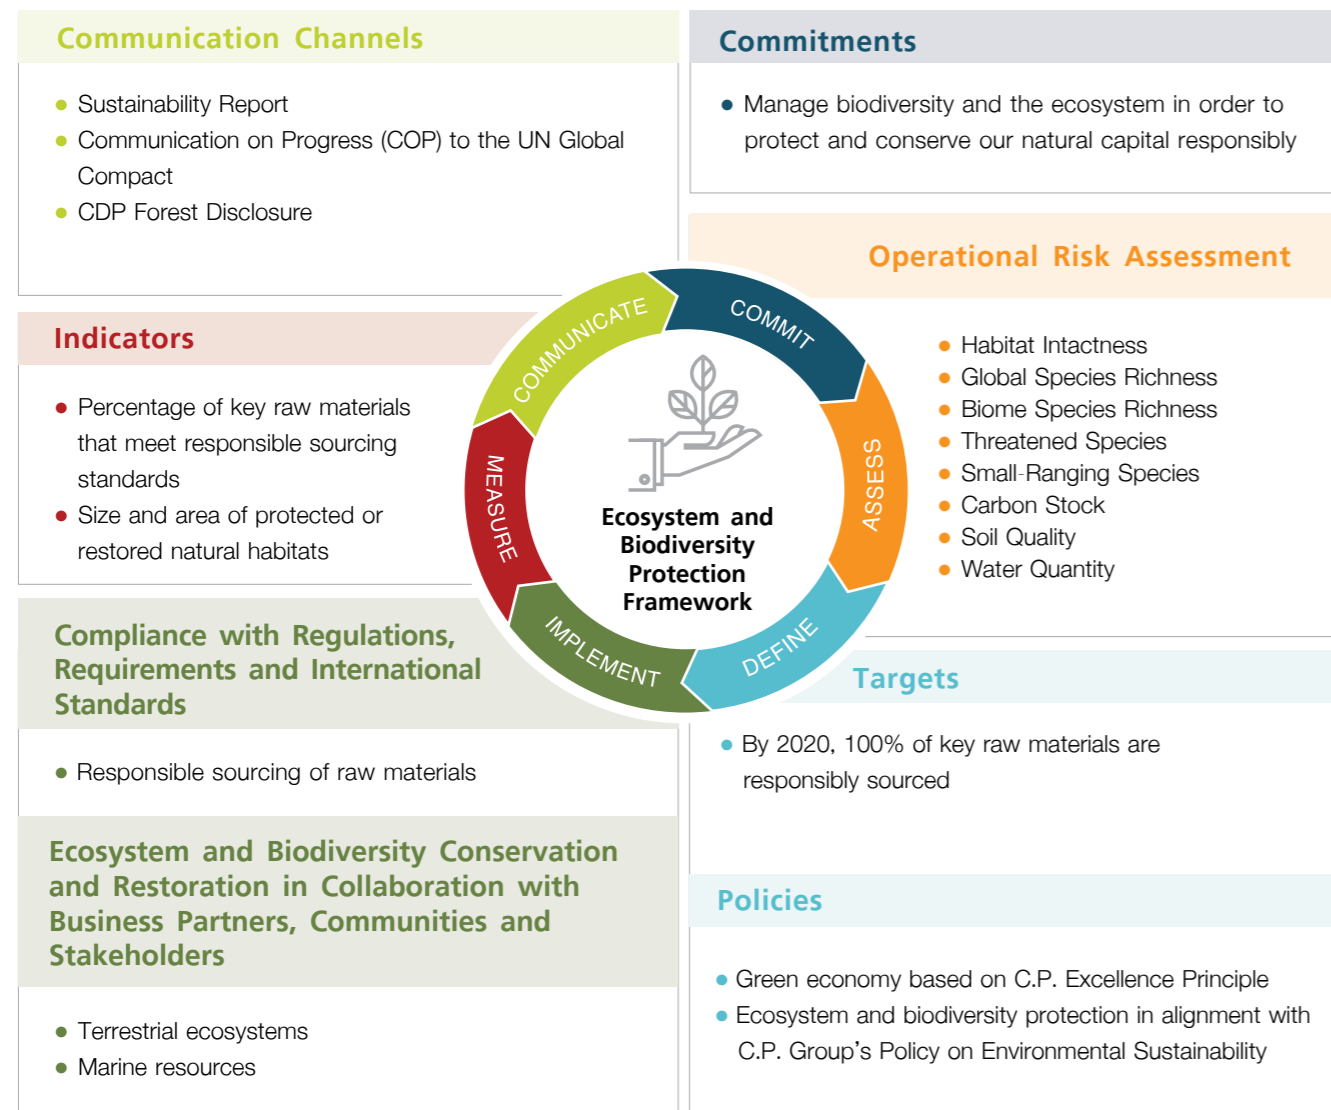 Communication Channels
• Sustainability Report
• Communication on Progress (COP) to the UN Global
Compact
• CDP Forest Disclosure
Commitments
• Manage biodiversity and the ecosystem in order to
protect and conserve our natural capital responsibly
Operational Risk Assessment
• Habitat Intactness
• Global Species Richness
• Biome Species Richness
• Threatened Species
• Small-Ranging Species
• Carbon Stock
• Soil Quality
• Water Quantity
Indicators
• Percentage of key raw materials
that meet responsible sourcing
standards
• Size and area of protected or
restored natural habitats
COMMUNICATE
COMMIT
ASSESS
DEFINE
IMPLEMENT
MEASURE
Ecosystem and
Biodiversity
Protection
Framework
Compliance with Regulations,
Requirements and International
Standards
• Responsible sourcing of raw materials
Ecosystem and Biodiversity Conservation
and Restoration in Collaboration with
Business Partners, Communities and
Stakeholders
• Terrestrial ecosystems
• Marine resources
Targets
• By 2020, 100% of key raw materials are
responsibly sourced
Policies
• Green economy based on C.P. Excellence Principle
• Ecosystem and biodiversity protection in alignment with
C.P. Group's Policy on Environmental Sustainability